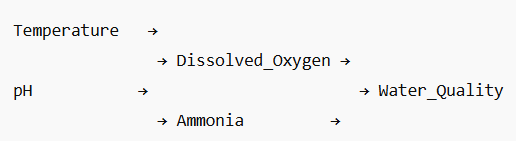 Temperature →
→ Dissolved_Oxygen →
pH → → Water_Quality
→ Ammonia →